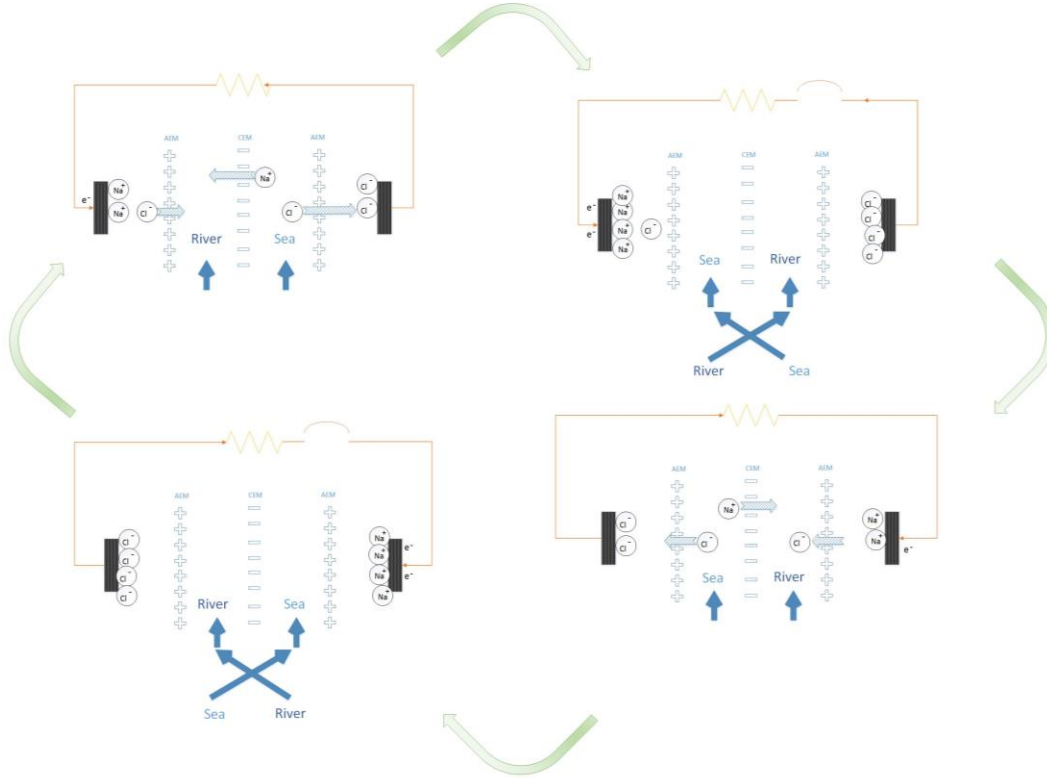 AEM CEM AEM
Na+
Cl-
Na+
e-
Na+
Cl-
Cl-
Cl-
River Sea
AEM CEM AEM
Na+
Cl-
e-
Na+
Cl-
Na+
Cl-
Cl-
e-
Na+
Cl-
Sea River
River Sea
AEM CEM AEM
Cl-
Na+
Na+
Cl-
Na+
Cl-
Cl-
e-
Sea River
AEM CEM AEM
Cl-
Na+
Cl-
Na+
e-
Cl-
Na+
e-
Cl-
Na+
River Sea
Sea River